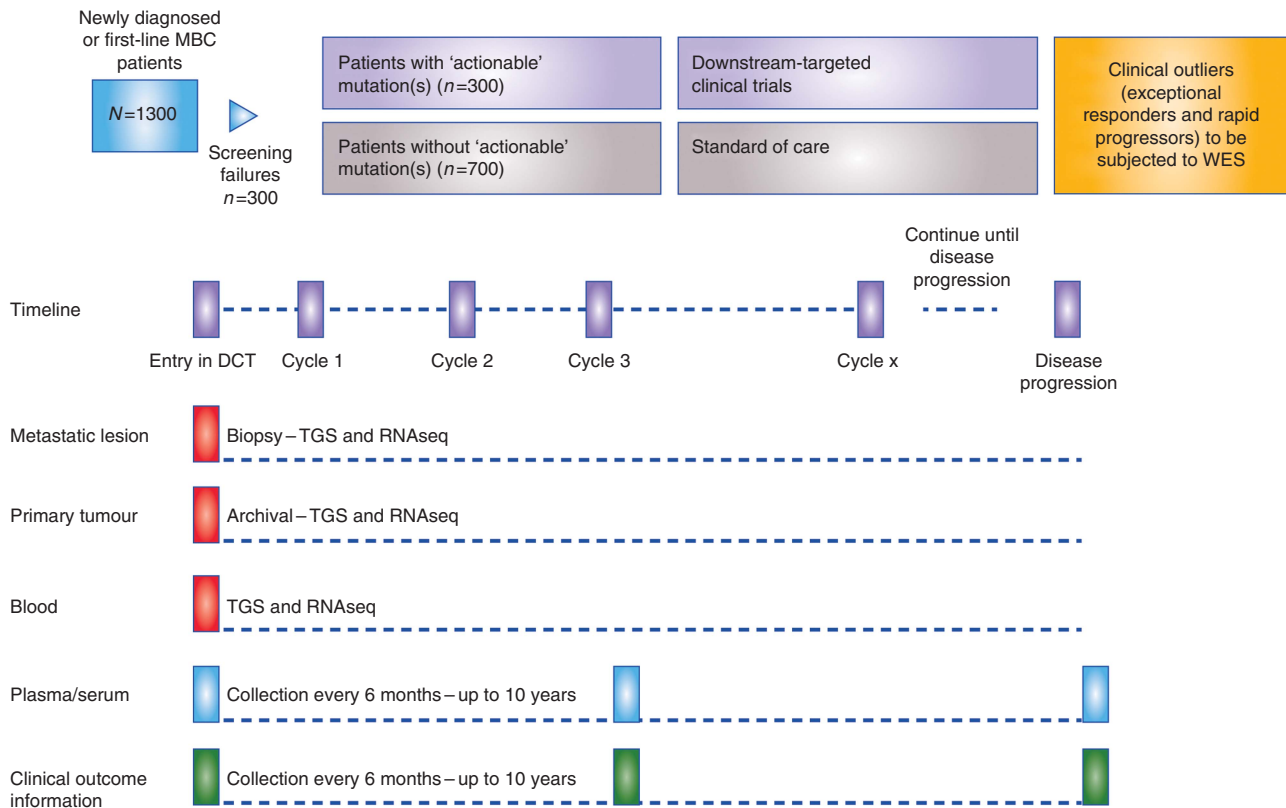 Newly diagnosed
or first-line MBC
patients
N=1300
Screening
failures
n=300
Patients with ‘actionable’
mutation(s) (n=300)
Downstream-targeted
clinical trials
Patients without ‘actionable’
mutation(s) (n=700)
Standard of care
Clinical outliers
(exceptional
responders and rapid
progressors) to be
subjected to WES
Continue until
disease
progression
Timeline
Entry in DCT
Cycle 1
Cycle 2
Cycle 3
Cycle x
Disease
progression
Metastatic lesion
Biopsy – TGS and RNAseq
Primary tumour
Archival – TGS and RNAseq
Blood
TGS and RNAseq
Plasma/serum
Collection every 6 months – up to 10 years
Clinical outcome
information
Collection every 6 months – up to 10 years